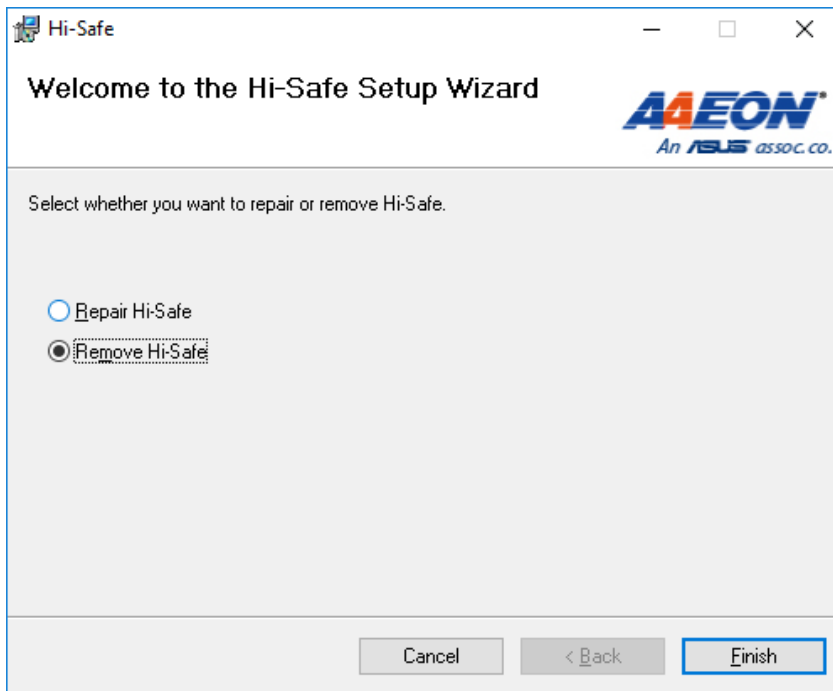 Hi-Safe
Welcome to the Hi-Safe Setup Wizard
AAEON
An ASUS assoc. co.
Select whether you want to repair or remove Hi-Safe.
Repair Hi-Safe
Remove Hi-Safe
Cancel
< Back
Finish